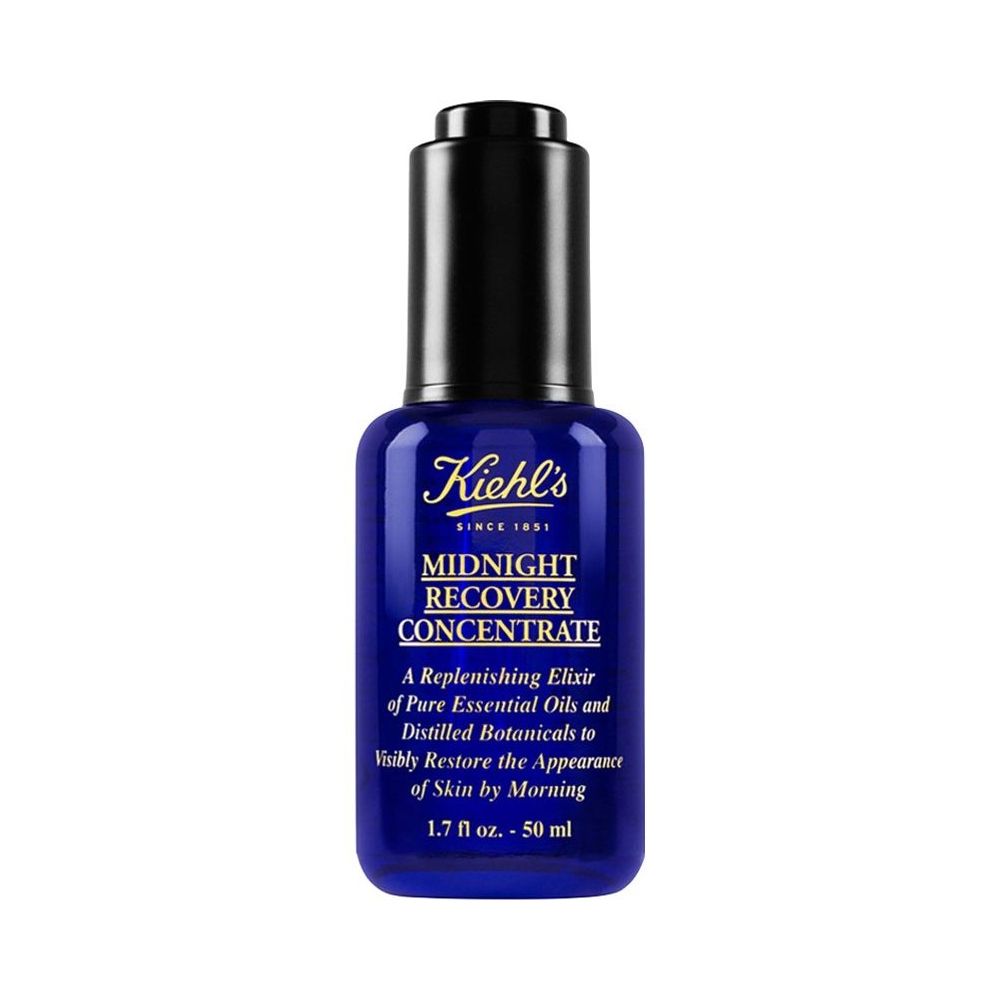 Kiehl's
SINCE 1851
MIDNIGHT
RECOVERY
CONCENTRATE
A Replenishing Elixir
of Pure Essential Oils and
Distilled Botanicals to
Visibly Restore the Appearance
of Skin by Morning
1.7 fl oz. - 50 ml